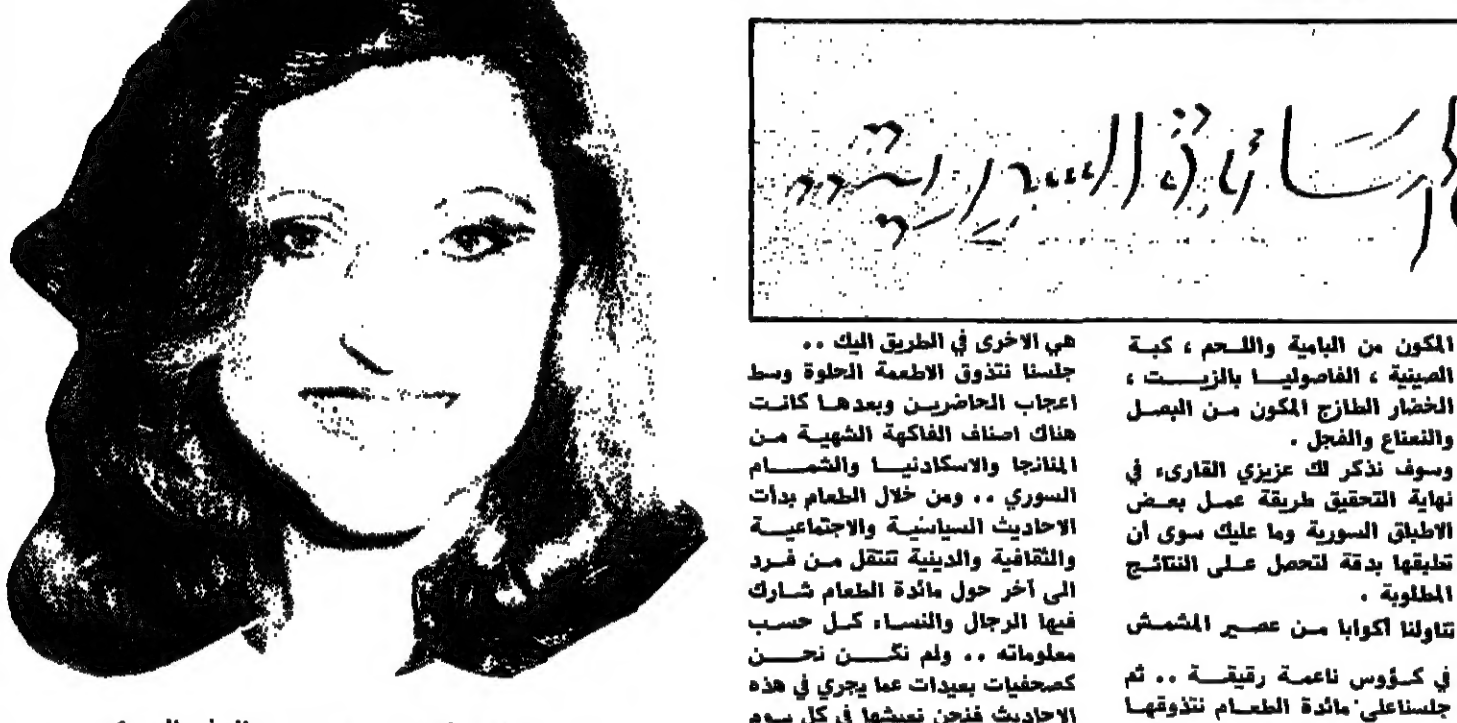 السورية..
المكون من البامية واللحم ، كبة
الصينية ، الفاصوليا بالزيت ،
الخضار الطازج المكون من البصل
والنعناع والفجل .
وسوف نذكر لك عزيزي القارىء في
نهاية التحقيق طريقة عمل بعض
الاطباق السورية وما عليك سوى أن
تطبقها بدقة لتحصل على النتائج
المطلوبة .
تناولنا أكوابا من عصير المشمش
في كؤوس ناعمة رقيقة .. ثم
جلسنا على مائدة الطعام نتذوقها
هي الاخرى في الطريق اليك ..
جلسنا نتذوق الاطعمة الحلوة وسط
اعجاب الحاضرين وبعدها كانت
هناك اصناف الفاكهة الشهية من
المانجا والاسكادنيا والشمام
السوري .. ومن خلال الطعام بدأت
الاحاديث السياسية والاجتماعية
والثقافية والدينية تتنقل من فرد
الى آخر حول مائدة الطعام شارك
فيها الرجال والنساء كل حسب
معلوماته .. ولم نكن نحن
كصحفيات بعيدات عما يجري في هذه
الاحاديث فنحن نعيشها في كل يوم